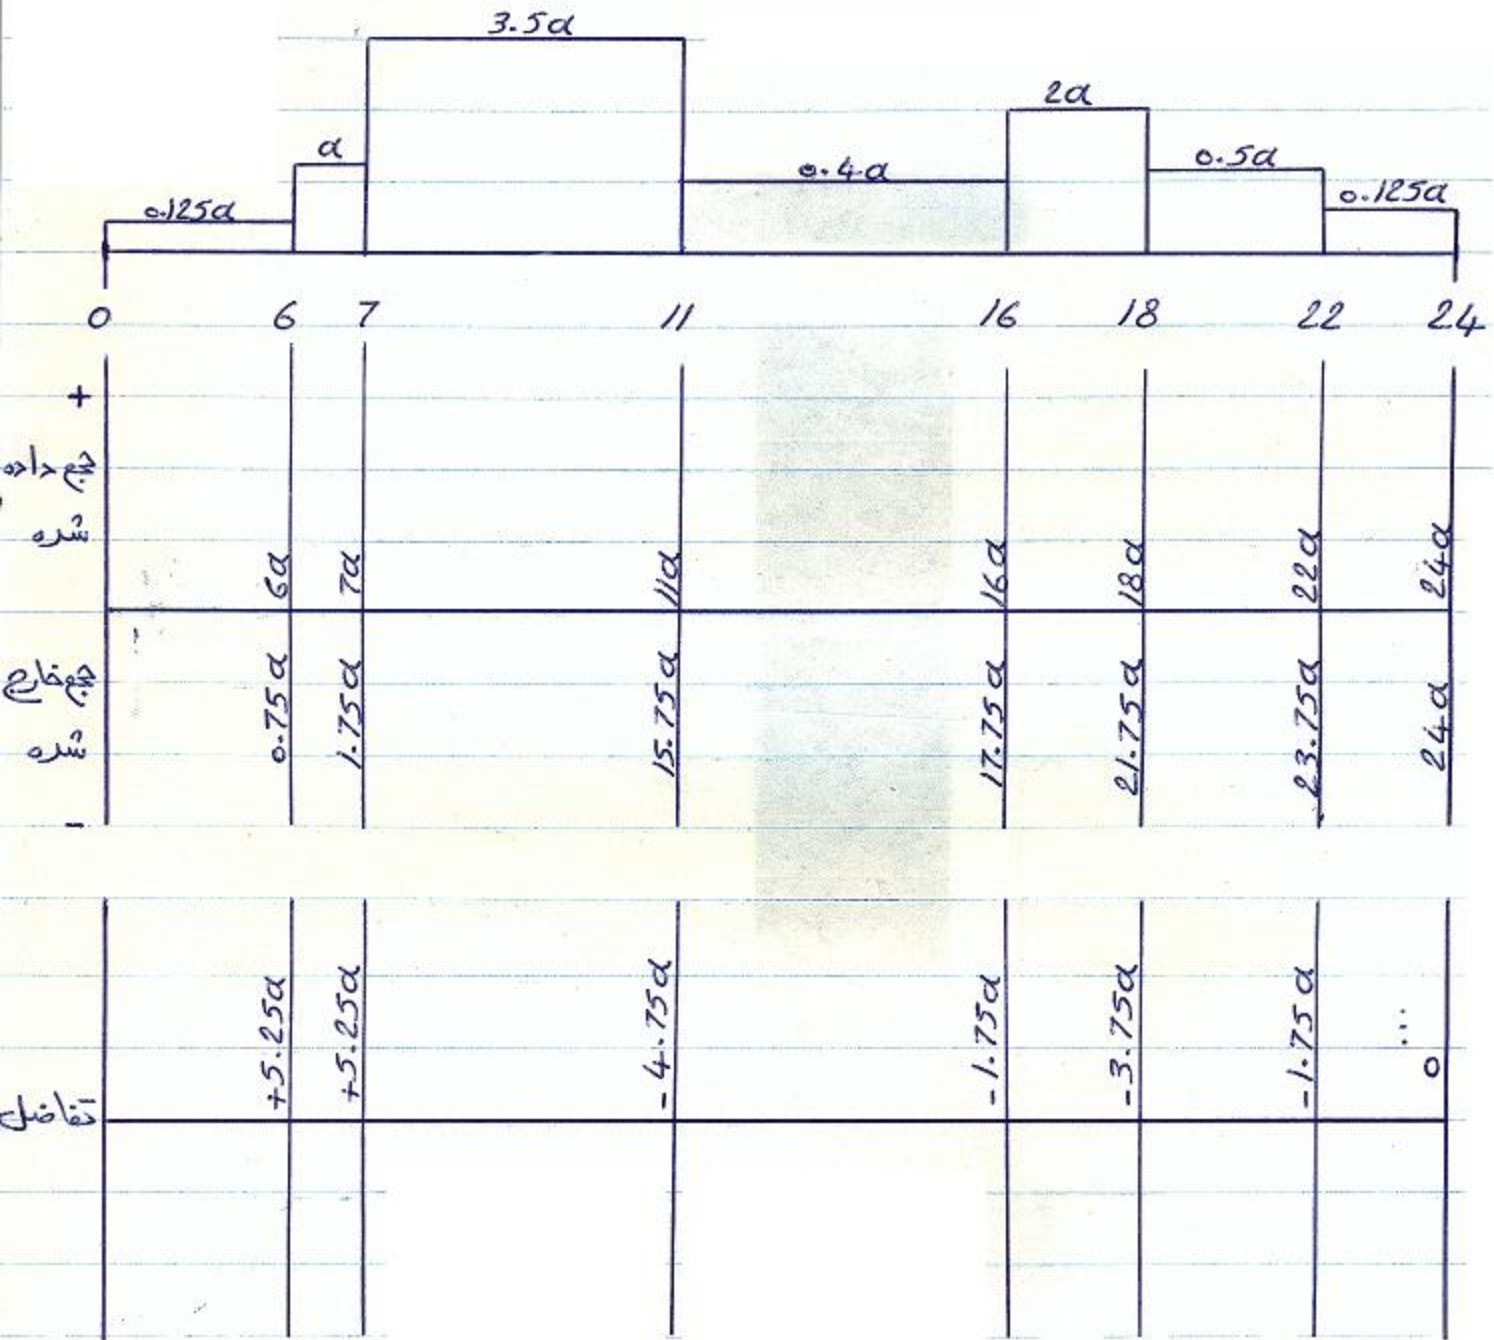 3.5a
2a
a
0.5a
0.4a
0.125a
0.125a
0 6 7 11 16 18 22 24
+
حجم داده
شده
6a 7a 11a 16a 18a 22a 24a
حجم خارج
شده
0.75a 1.75a 15.75a 17.75a 21.75a 23.75a 24a
-
تفاضل
+5.25a +5.25a -4.75a -1.75a -3.75a -1.75a ... 0